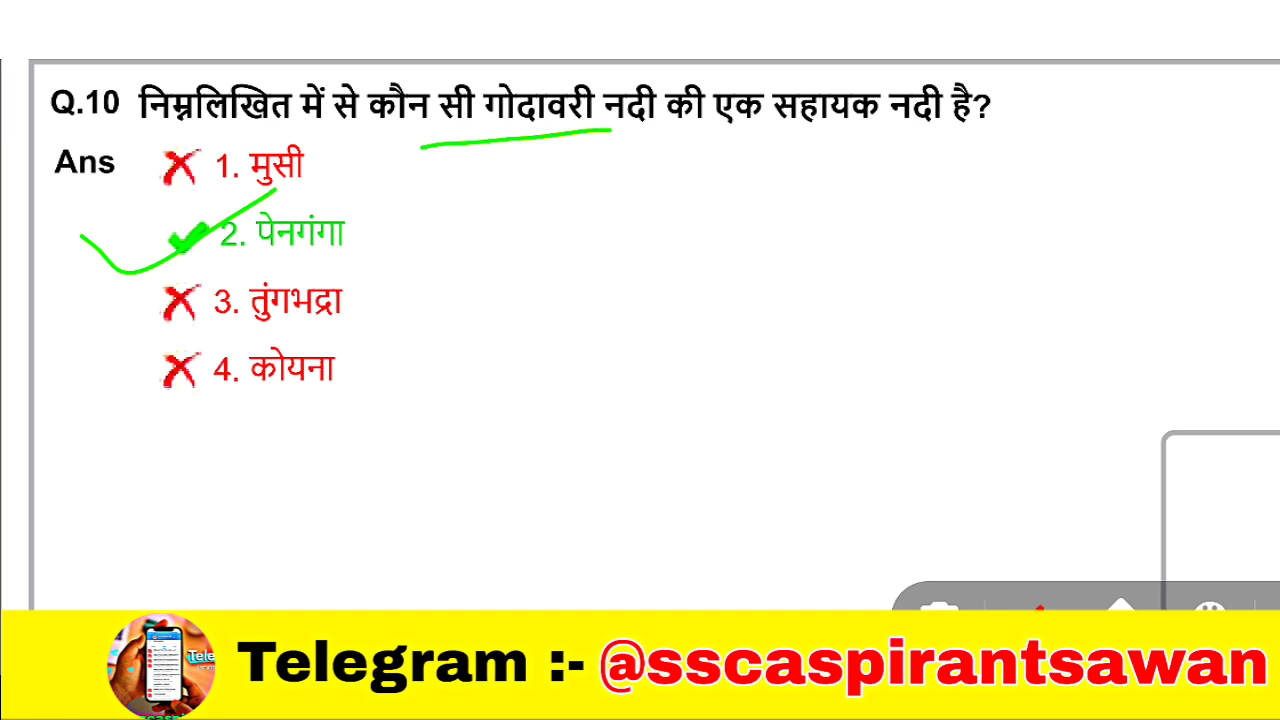 Q.10 निम्नलिखित में से कौन सी गोदावरी नदी की एक सहायक नदी है?
Ans 1. मुसी
2. पेनगंगा
3. तुंगभद्रा
4. कोयना
Telegram :- @sscaspirantsawan